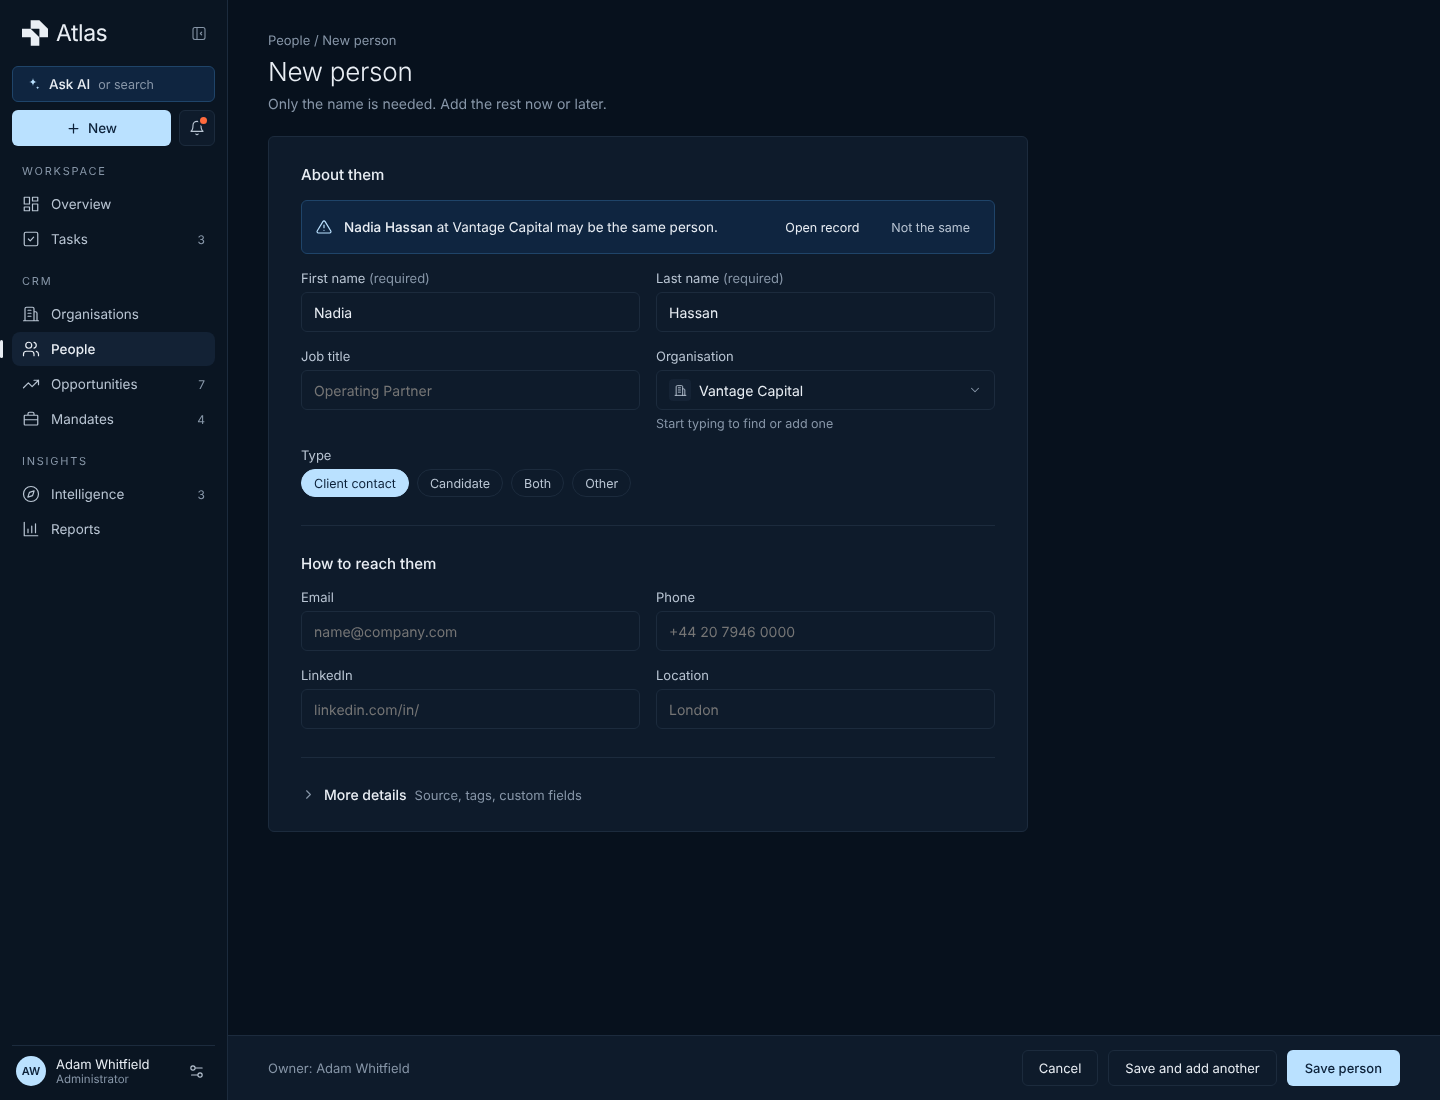 Atlas
Ask AI or search
New
WORKSPACE
Overview
Tasks 3
CRM
Organisations
People
Opportunities 7
Mandates 4
INSIGHTS
Intelligence 3
Reports
AW
Adam Whitfield
Administrator
People / New person
New person
Only the name is needed. Add the rest now or later.
About them
Nadia Hassan at Vantage Capital may be the same person. Open record Not the same
First name (required) Last name (required)
Nadia Hassan
Job title Organisation
Operating Partner Vantage Capital
Start typing to find or add one
Type
Client contact Candidate Both Other
How to reach them
Email Phone
name@company.com +44 20 7946 0000
LinkedIn Location
linkedin.com/in/ London
More details Source, tags, custom fields
Owner: Adam Whitfield Cancel Save and add another Save person